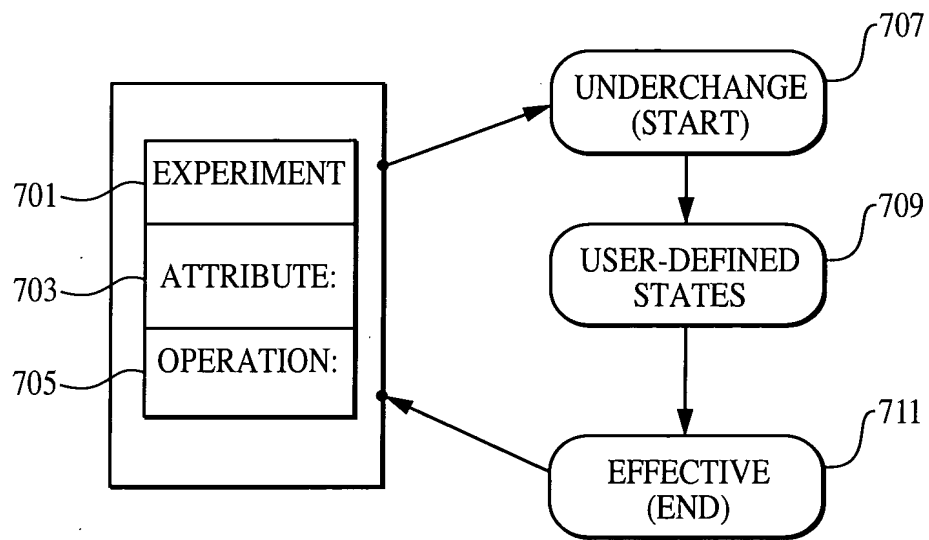 707
UNDERCHANGE
(START)
701
EXPERIMENT
709
703
ATTRIBUTE:
USER-DEFINED
STATES
705
OPERATION:
711
EFFECTIVE
(END)